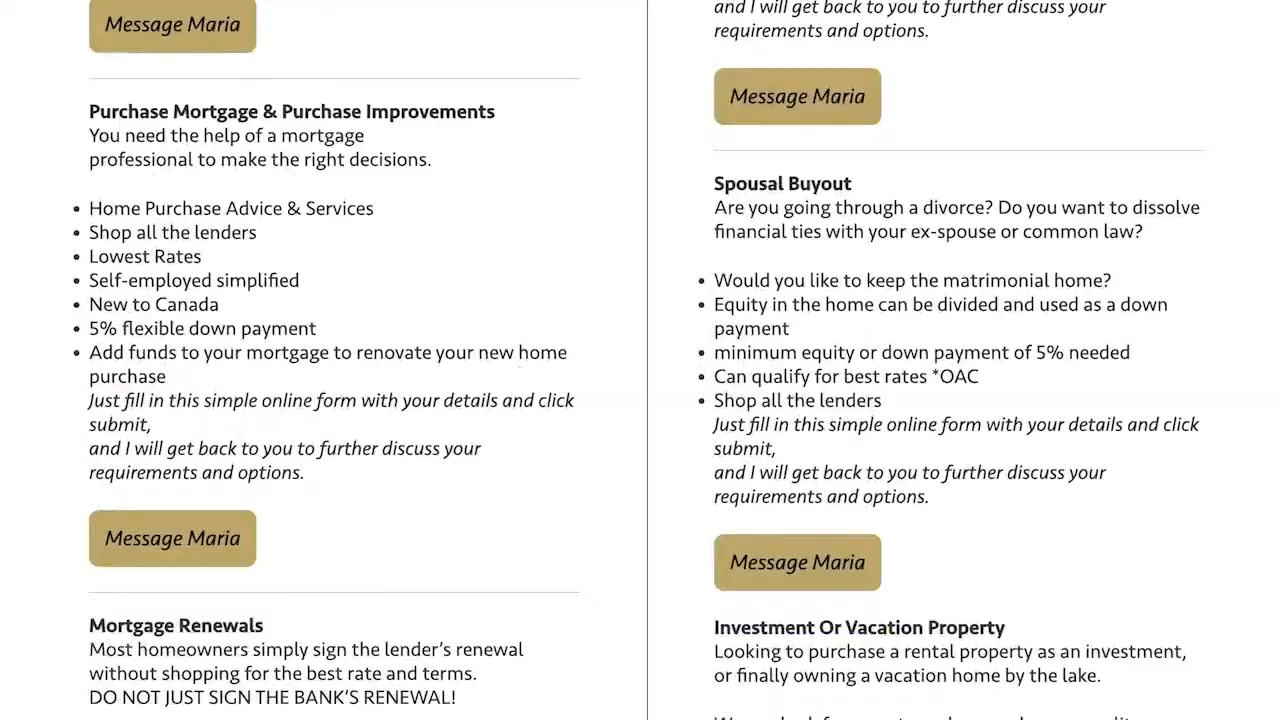 Message Maria
Purchase Mortgage & Purchase Improvements
You need the help of a mortgage
professional to make the right decisions.
• Home Purchase Advice & Services
• Shop all the lenders
• Lowest Rates
• Self-employed simplified
• New to Canada
• 5% flexible down payment
• Add funds to your mortgage to renovate your new home
purchase
Just fill in this simple online form with your details and click
submit,
and I will get back to you to further discuss your
requirements and options.
Message Maria
Mortgage Renewals
Most homeowners simply sign the lender’s renewal
without shopping for the best rate and terms.
DO NOT JUST SIGN THE BANK’S RENEWAL!
and I will get back to you to further discuss your
requirements and options.
Message Maria
Spousal Buyout
Are you going through a divorce? Do you want to dissolve
financial ties with your ex-spouse or common law?
• Would you like to keep the matrimonial home?
• Equity in the home can be divided and used as a down
payment
• minimum equity or down payment of 5% needed
• Can qualify for best rates *OAC
• Shop all the lenders
Just fill in this simple online form with your details and click
submit,
and I will get back to you to further discuss your
requirements and options.
Message Maria
Investment Or Vacation Property
Looking to purchase a rental property as an investment,
or finally owning a vacation home by the lake.